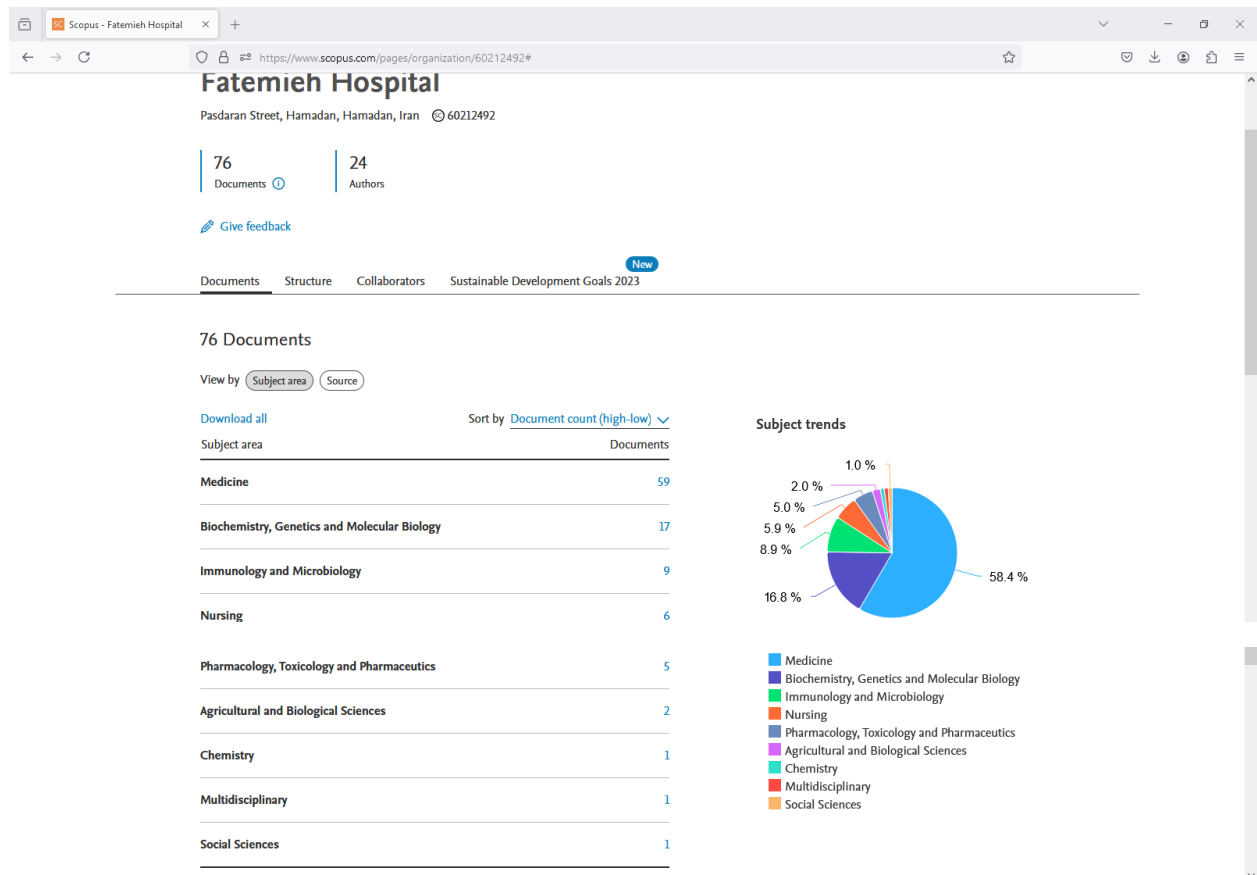 Scopus - Fatemieh Hospital
https://www.scopus.com/pages/organization/60212492#
Fatemieh Hospital
Pasdaran Street, Hamadan, Hamadan, Iran SC 60212492
76
Documents
24
Authors
Give feedback
New
Documents Structure Collaborators Sustainable Development Goals 2023
76 Documents
View by Subject area Source
Download all Sort by Document count (high-low)
Subject area Documents
Medicine 59
Biochemistry, Genetics and Molecular Biology 17
Immunology and Microbiology 9
Nursing 6
Pharmacology, Toxicology and Pharmaceutics 5
Agricultural and Biological Sciences 2
Chemistry 1
Multidisciplinary 1
Social Sciences 1
Subject trends
1.0 %
2.0 %
5.0 %
5.9 %
8.9 %
58.4 %
16.8 %
Medicine
Biochemistry, Genetics and Molecular Biology
Immunology and Microbiology
Nursing
Pharmacology, Toxicology and Pharmaceutics
Agricultural and Biological Sciences
Chemistry
Multidisciplinary
Social Sciences